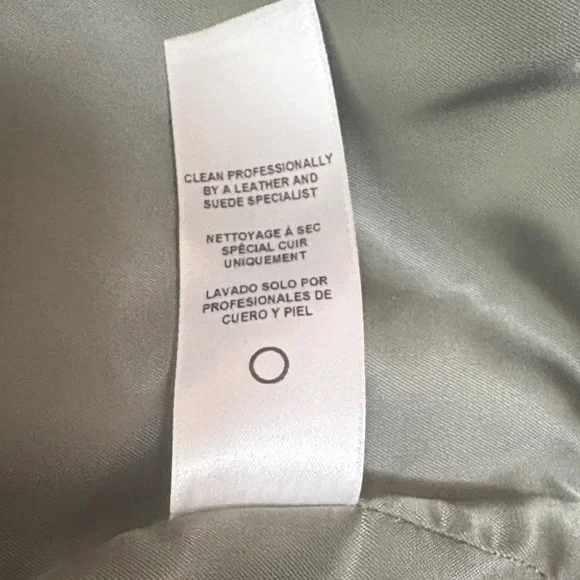 CLEAN PROFESSIONALLY
BY A LEATHER AND
SUEDE SPECIALIST
NETTOYAGE À SEC
SPÉCIAL CUIR
UNIQUEMENT
LAVADO SOLO POR
PROFESIONALES DE
CUERO Y PIEL